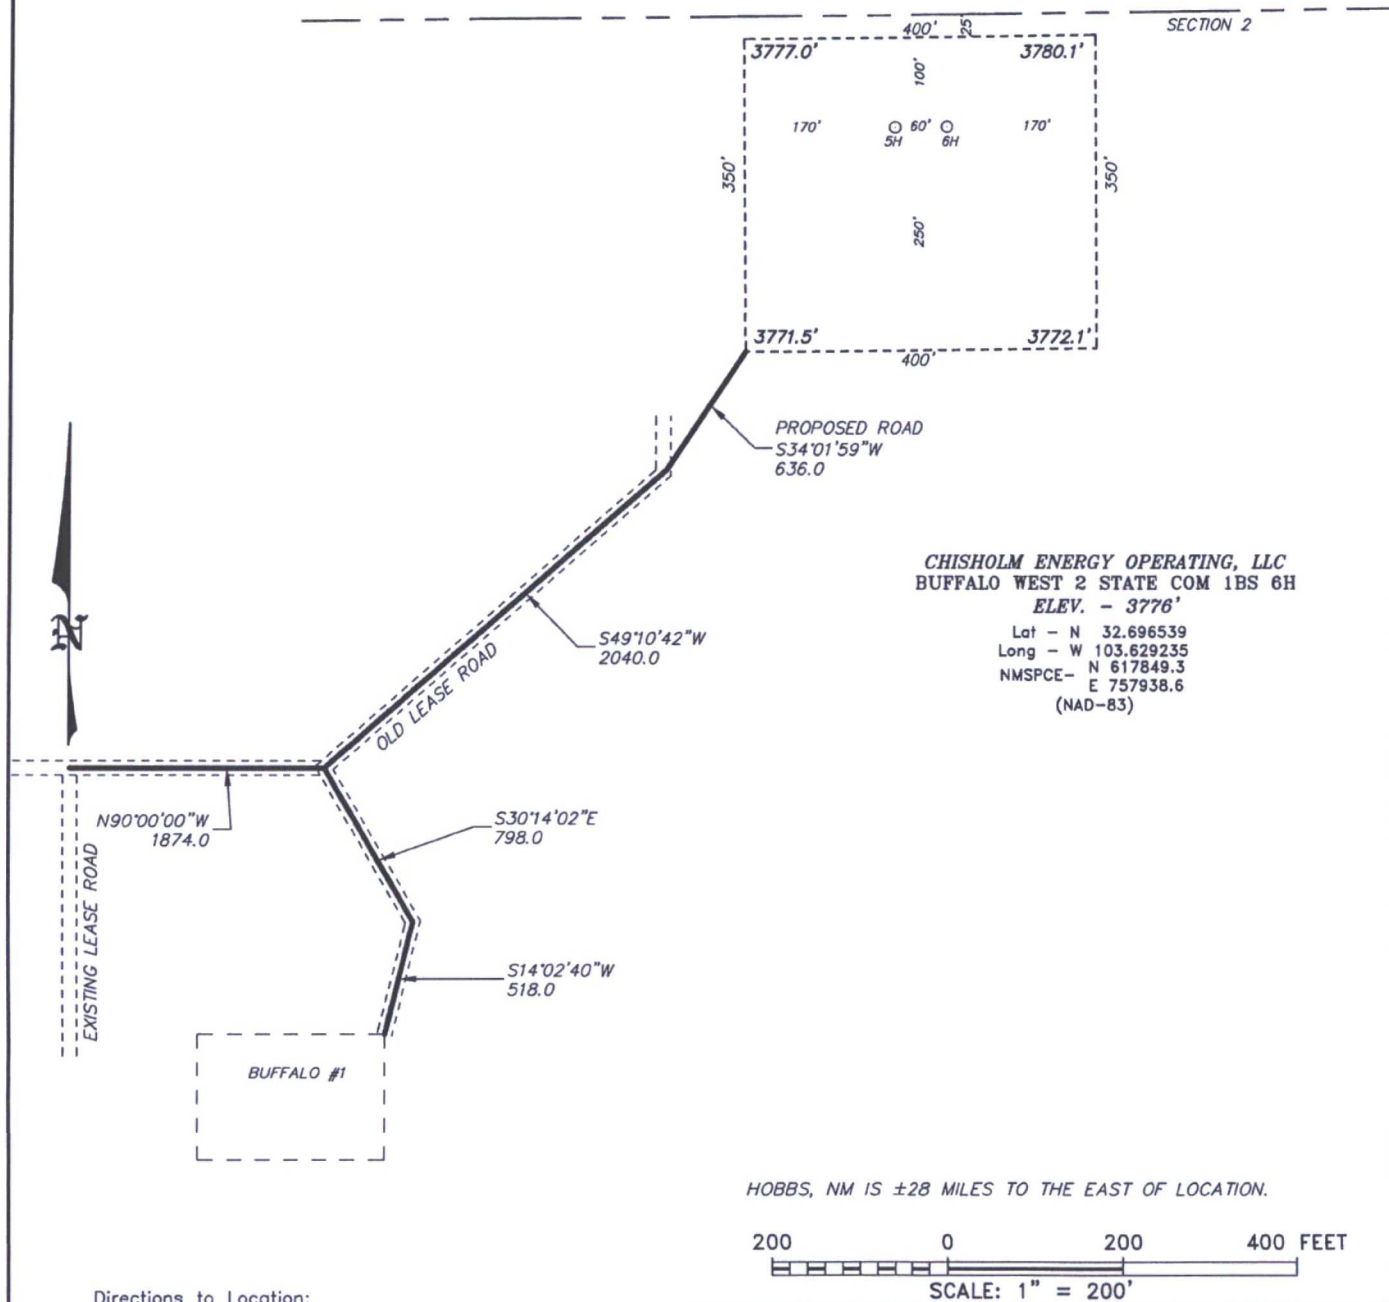 SECTION 2
400'
25'
3777.0'
3780.1'
100'
170'
60'
170'
5H
6H
350'
350'
250'
3771.5'
3772.1'
400'
PROPOSED ROAD
S34°01'59"W
636.0
CHISHOLM ENERGY OPERATING, LLC
BUFFALO WEST 2 STATE COM 1BS 6H
ELEV. - 3776'
Lat - N 32.696539
Long - W 103.629235
NMSPCE- N 617849.3
E 757938.6
(NAD-83)
N
S49°10'42"W
2040.0
OLD LEASE ROAD
N90°00'00"W
1874.0
S30°14'02"E
798.0
EXISTING LEASE ROAD
S14°02'40"W
518.0
BUFFALO #1
HOBBS, NM IS ±28 MILES TO THE EAST OF LOCATION.
200 0 200 400 FEET
SCALE: 1" = 200'
Directions to Location: